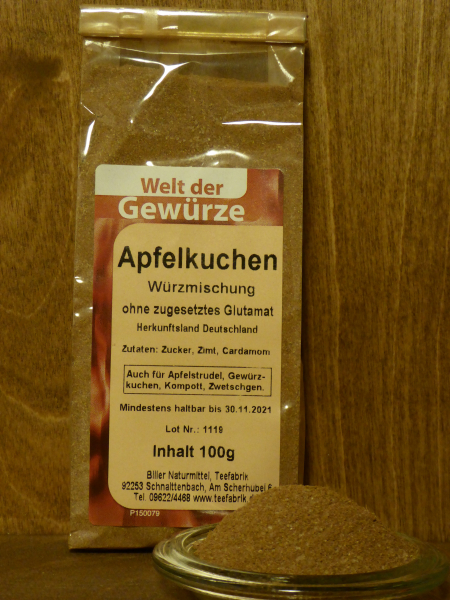 Welt der
Gewürze
Apfelkuchen
Würzmischung
ohne zugesetztes Glutamat
Herkunftsland Deutschland
Zutaten: Zucker, Zimt, Cardamom
Auch für Apfelstrudel, Gewürz-
kuchen, Kompott, Zwetschgen.
Mindestens haltbar bis 30.11.2021
Lot Nr.: 1119
Inhalt 100g
Biller Naturmittel, Teefabrik
92253 Schnaittenbach, Am Scherhübel 6
Tel. 09622/4468 www.teefabrik.
P150079